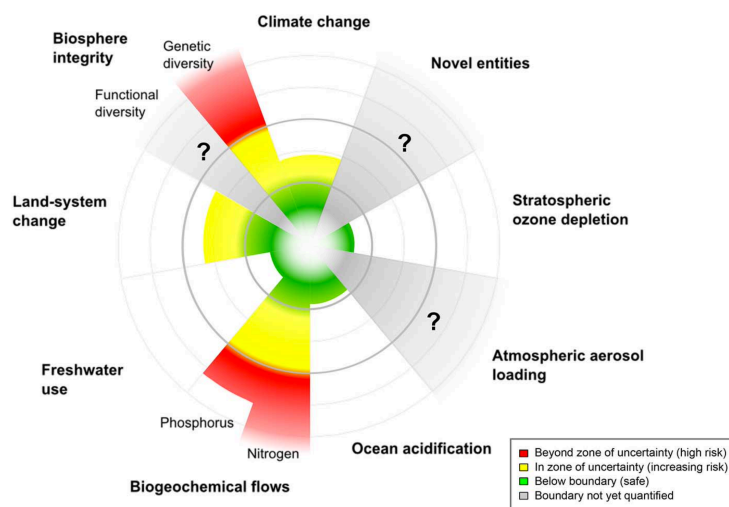 Climate change
Biosphere
integrity
Genetic
diversity
Novel entities
Functional
diversity
?
?
Land-system
change
Stratospheric
ozone depletion
?
Atmospheric aerosol
loading
Freshwater
use
Phosphorus
Nitrogen
Ocean acidification
Biogeochemical flows
Beyond zone of uncertainty (high risk)
In zone of uncertainty (increasing risk)
Below boundary (safe)
Boundary not yet quantified